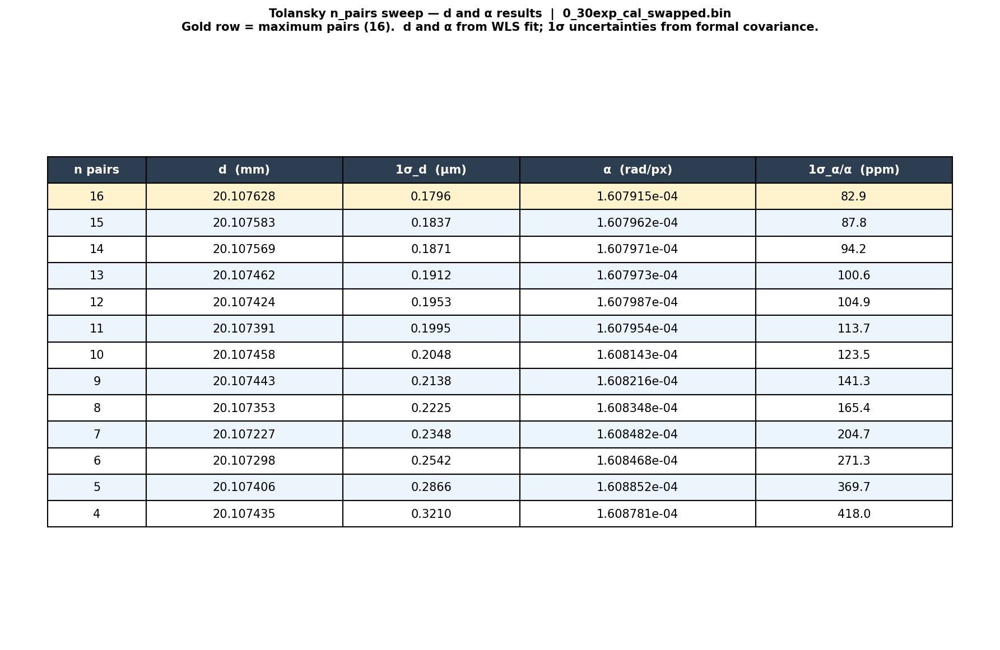 Tolansky n_pairs sweep — d and α results | 0_30exp_cal_swapped.bin
Gold row = maximum pairs (16). d and α from WLS fit; 1σ uncertainties from formal covariance.
n pairs d (mm) 1σ_d (μm) α (rad/px) 1σ_α/α (ppm)
16 20.107628 0.1796 1.607915e-04 82.9
15 20.107583 0.1837 1.607962e-04 87.8
14 20.107569 0.1871 1.607971e-04 94.2
13 20.107462 0.1912 1.607973e-04 100.6
12 20.107424 0.1953 1.607987e-04 104.9
11 20.107391 0.1995 1.607954e-04 113.7
10 20.107458 0.2048 1.608143e-04 123.5
9 20.107443 0.2138 1.608216e-04 141.3
8 20.107353 0.2225 1.608348e-04 165.4
7 20.107227 0.2348 1.608482e-04 204.7
6 20.107298 0.2542 1.608468e-04 271.3
5 20.107406 0.2866 1.608852e-04 369.7
4 20.107435 0.3210 1.608781e-04 418.0